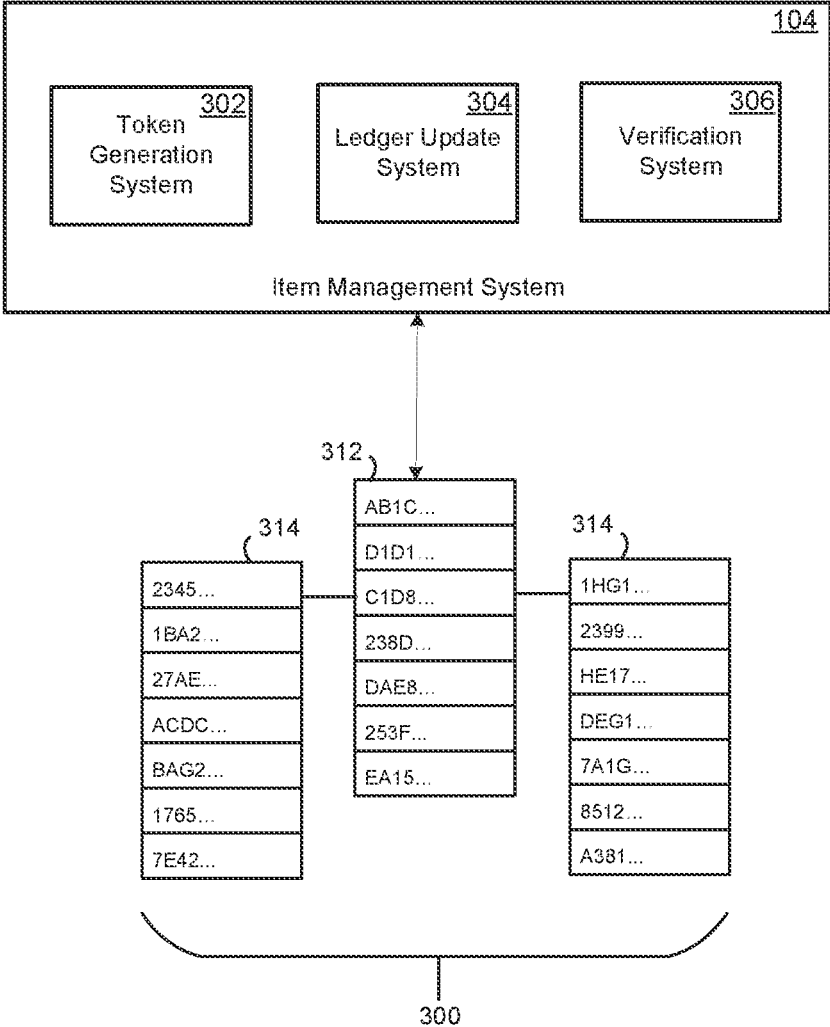 104
302
Token
Generation
System
304
Ledger Update
System
306
Verification
System
Item Management System
312
AB1C...
D1D1...
C1D8...
238D...
DAE8...
253F...
EA15...
314
2345...
1BA2...
27AE...
ACDC...
BAG2...
1765...
7E42...
314
1HG1...
2399...
HE17...
DEG1...
7A1G...
8512...
A381...
300